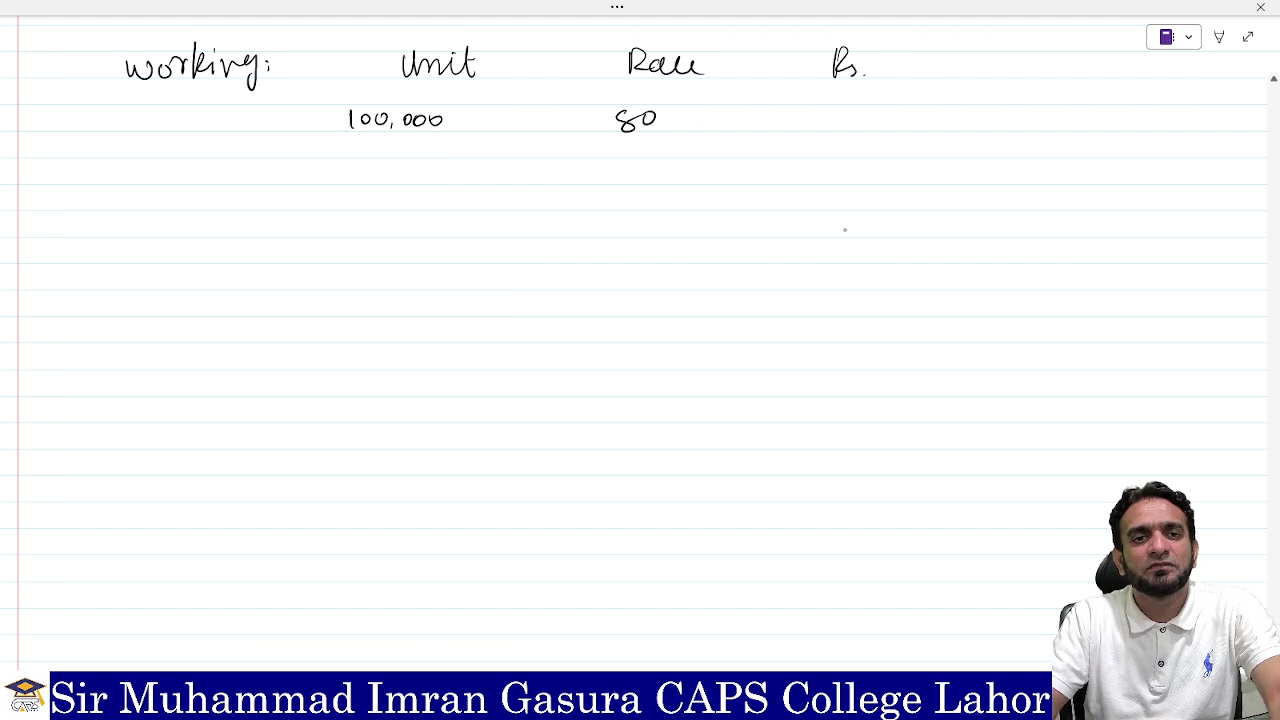 Working: Unit Rate Rs.
100,000 80
Sir Muhammad Imran Gasura CAPS College Lahor